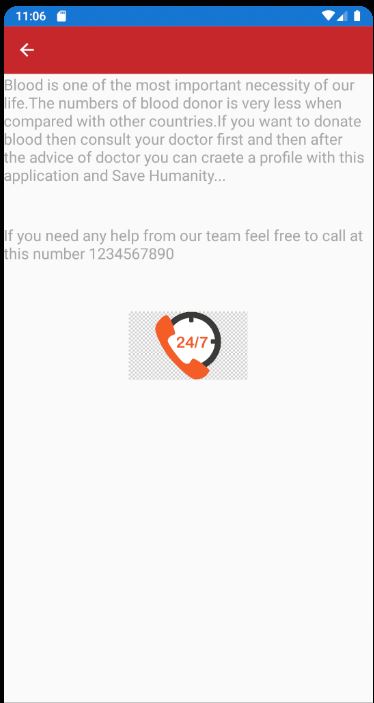 11:06
Blood is one of the most important necessity of our
life.The numbers of blood donor is very less when
compared with other countries.If you want to donate
blood then consult your doctor first and then after
the advice of doctor you can craete a profile with this
application and Save Humanity...
If you need any help from our team feel free to call at
this number 1234567890
24/7